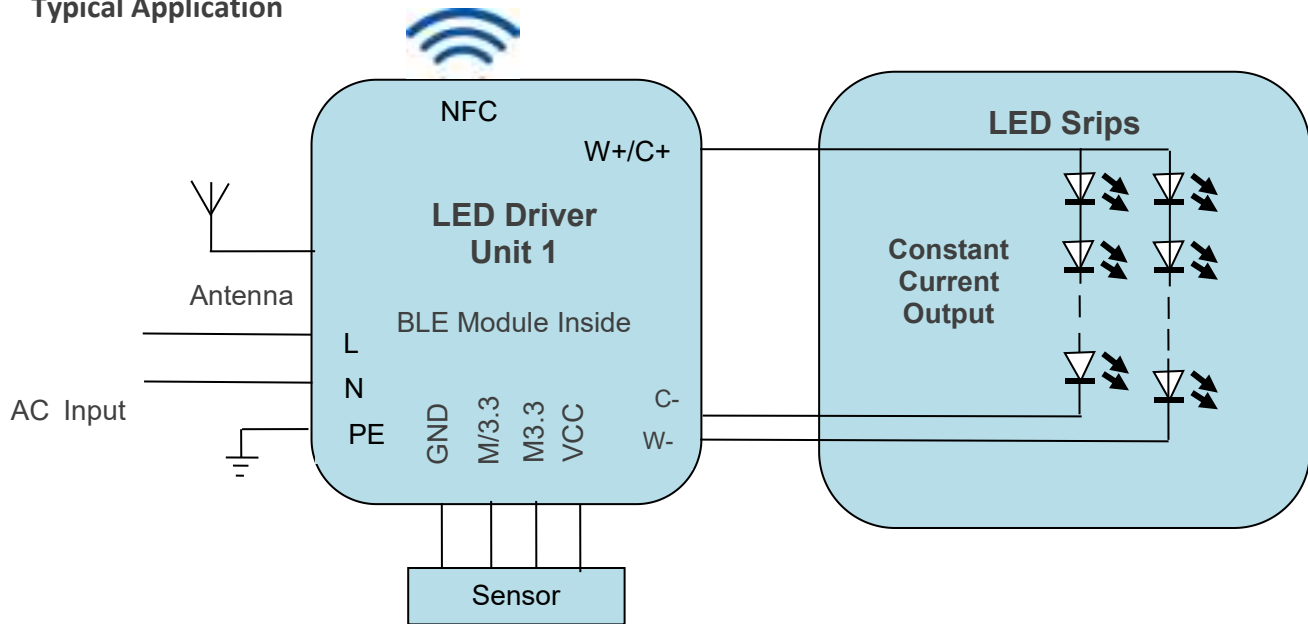 Typical Application
NFC
W+/C+
LED Srips
LED Driver
Unit 1
Constant
Current
Output
Antenna
BLE Module Inside
L
N
AC Input
PE
GND
M/3.3
M3.3
VCC
C-
W-
Sensor